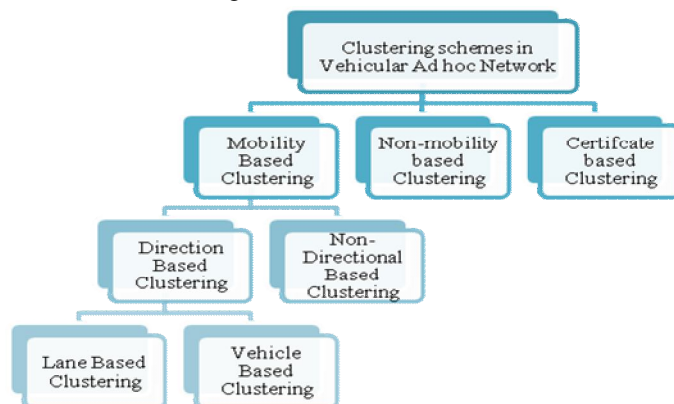 Clustering schemes in
Vehicular Ad hoc Network
Mobility
Based
Clustering
Non-mobility
based
Clustering
Certifcate
based
Clustering
Direction
Based
Clustering
Non-
Directional
Based
Clustering
Lane Based
Clustering
Vehicle
Based
Clustering